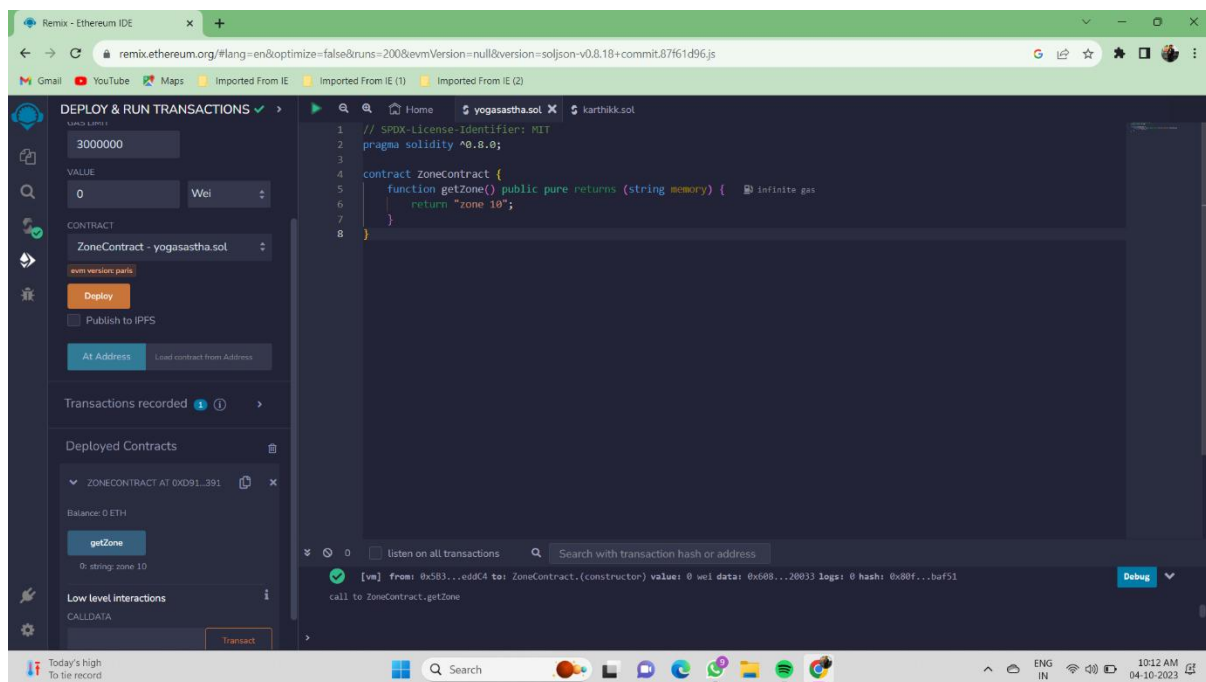 Remix - Ethereum IDE
remix.ethereum.org/#lang=en&optimize=false&runs=200&evmVersion=null&version=soljson-v0.8.18+commit.87f61d96.js
Gmail YouTube Maps Imported From IE Imported From IE (1) Imported From IE (2)
DEPLOY & RUN TRANSACTIONS
GAS LIMIT
3000000
VALUE
0 Wei
CONTRACT
ZoneContract - yogasastha.sol
evm version: paris
Deploy
Publish to IPFS
At Address Load contract from Address
Transactions recorded 1 i
Deployed Contracts
ZONECONTRACT AT 0XD91...391
Balance: 0 ETH
getZone
0: string: zone 10
Low level interactions i
CALLDATA
Transact
Home yogasastha.sol karthikk.sol
1 // SPDX-License-Identifier: MIT
2 pragma solidity ^0.8.0;
3
4 contract ZoneContract {
5 function getZone() public pure returns (string memory) { infinite gas
6 return "zone 10";
7 }
8 }
0 listen on all transactions Search with transaction hash or address
[vm] from: 0x5B3...eddC4 to: ZoneContract.(constructor) value: 0 wei data: 0x608...20033 logs: 0 hash: 0x80f...baf51 Debug
call to ZoneContract.getZone
>
Today's high
To tie record
Search
9
ENG
IN
10:12 AM
04-10-2023